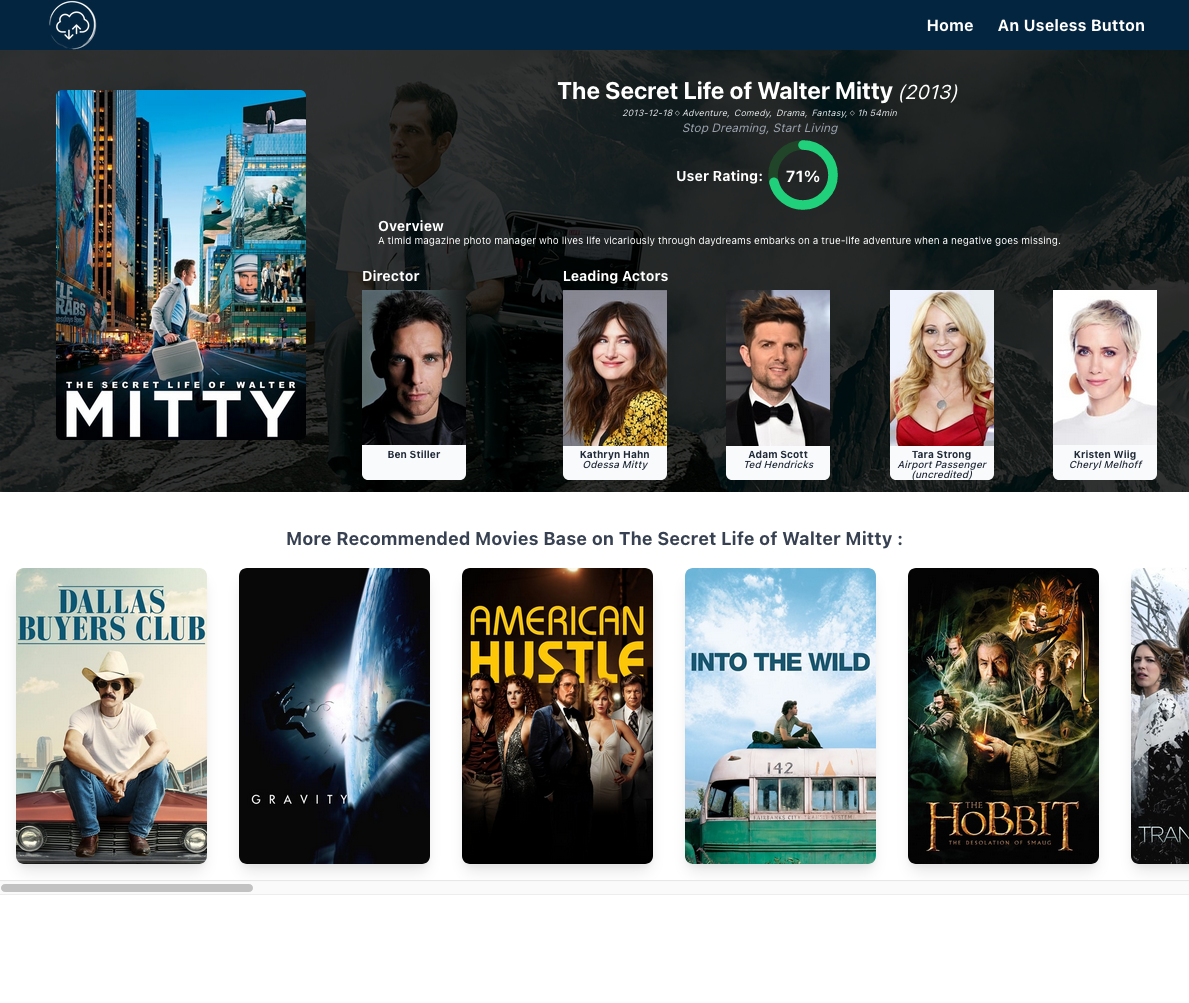 Home An Useless Button
The Secret Life of Walter Mitty (2013)
2013-12-18 ◇ Adventure, Comedy, Drama, Fantasy, ◇ 1h 54min
Stop Dreaming, Start Living
User Rating: 71%
Overview
A timid magazine photo manager who lives life vicariously through daydreams embarks on a true-life adventure when a negative goes missing.
THE SECRET LIFE OF WALTER
MITTY
Director Leading Actors
Ben Stiller
Kathryn Hahn
Odessa Mitty
Adam Scott
Ted Hendricks
Tara Strong
Airport Passenger
(uncredited)
Kristen Wiig
Cheryl Melhoff
More Recommended Movies Base on The Secret Life of Walter Mitty :
DALLAS
BUYERS CLUB
GRAVITY
AMERICAN
HUSTLE
INTO THE WILD
142
FAIRBANKS CITY TRANSIT SYSTEM
THE
HOBBIT
THE DESOLATION OF SMAUG
TRAN